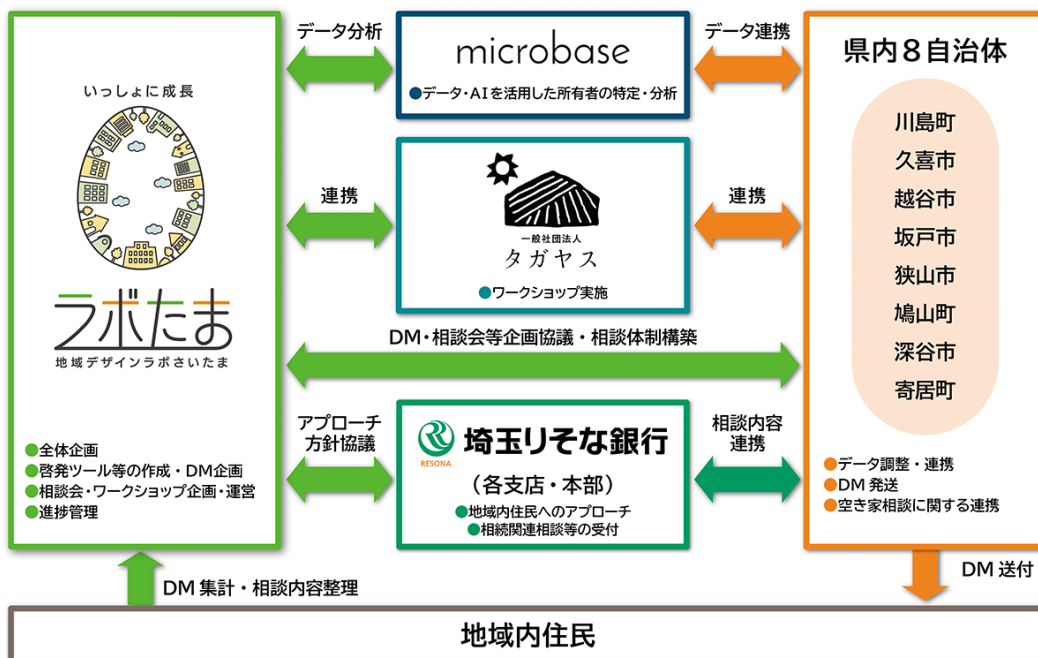 いっしょに成長
ラボたま
地域デザインラボさいたま
●全体企画
●啓発ツール等の作成・DM企画
●相談会・ワークショップ企画・運営
●進捗管理
データ分析
microbase
●データ・AIを活用した所有者の特定・分析
データ連携
連携
一般社団法人
タガヤス
●ワークショップ実施
連携
DM・相談会等企画協議・相談体制構築
アプローチ
方針協議
RESONA
埼玉りそな銀行
（各支店・本部）
●地域内住民へのアプローチ
●相続関連相談等の受付
相談内容
連携
県内８自治体
川島町
久喜市
越谷市
坂戸市
狭山市
鳩山町
深谷市
寄居町
●データ調整・連携
●DM発送
●空き家相談に関する連携
DM集計・相談内容整理
DM送付
地域内住民